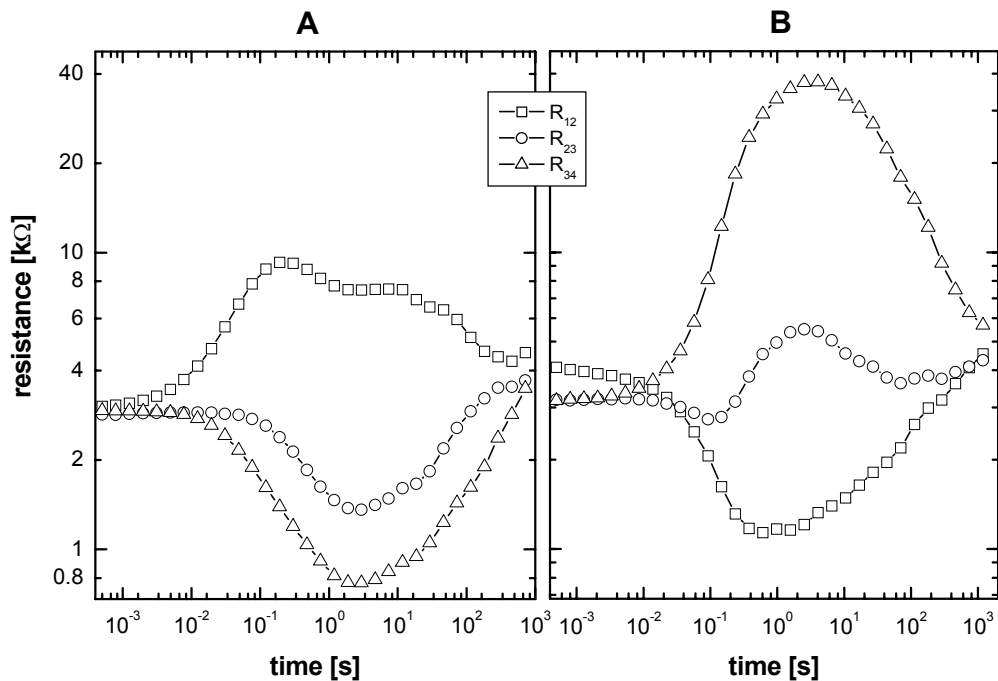 A B
40
20
10
8
6
4
2
1
0.8
resistance [kΩ]
R₁₂
R₂₃
R₃₄
10⁻³ 10⁻² 10⁻¹ 10⁰ 10¹ 10² 10³ 10⁻³ 10⁻² 10⁻¹ 10⁰ 10¹ 10² 10³
time [s] time [s]